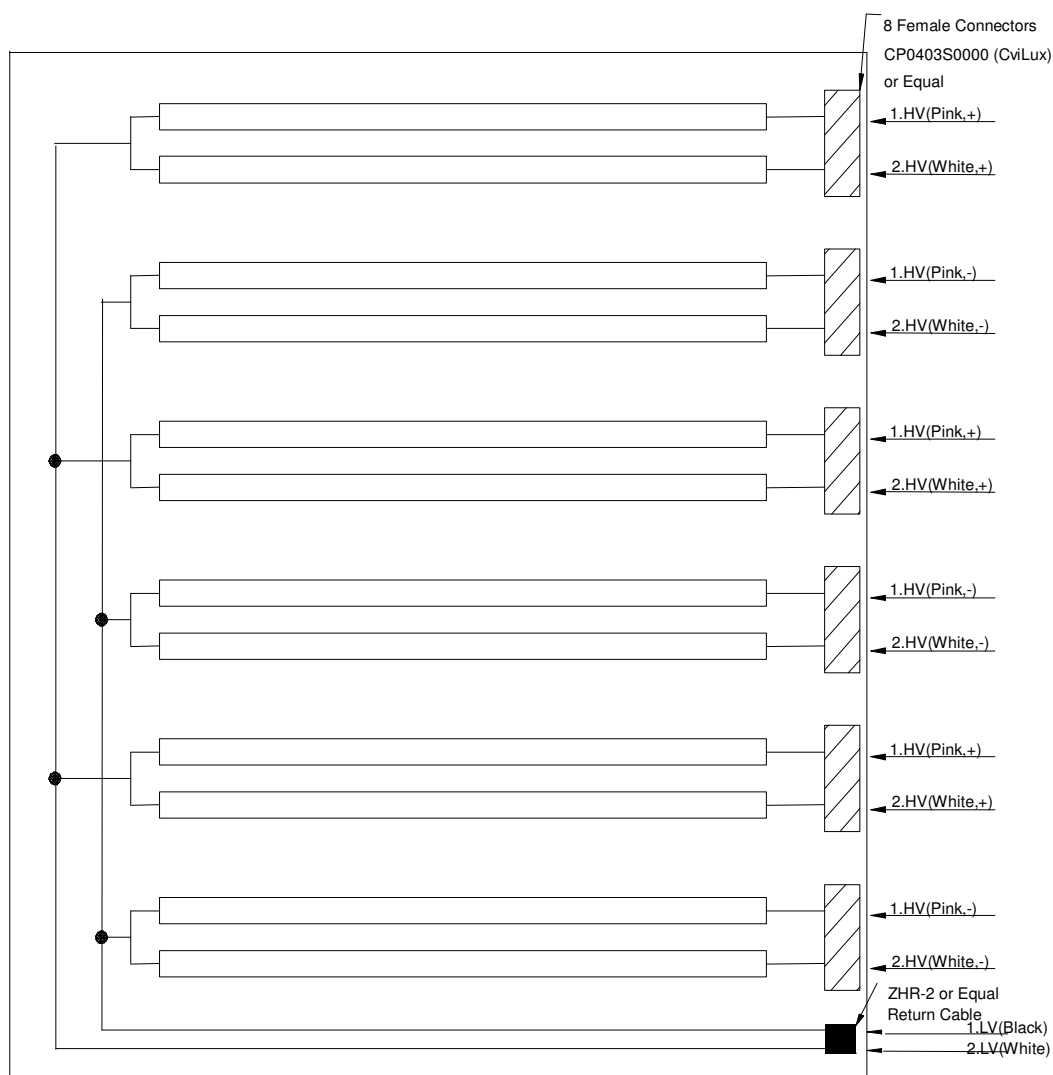 8 Female Connectors
CP0403S0000 (CviLux)
or Equal
1.HV(Pink,+)
2.HV(White,+)
1.HV(Pink,-)
2.HV(White,-)
1.HV(Pink,+)
2.HV(White,+)
1.HV(Pink,-)
2.HV(White,-)
1.HV(Pink,+)
2.HV(White,+)
1.HV(Pink,-)
2.HV(White,-)
ZHR-2 or Equal
Return Cable
1.LV(Black)
2.LV(White)